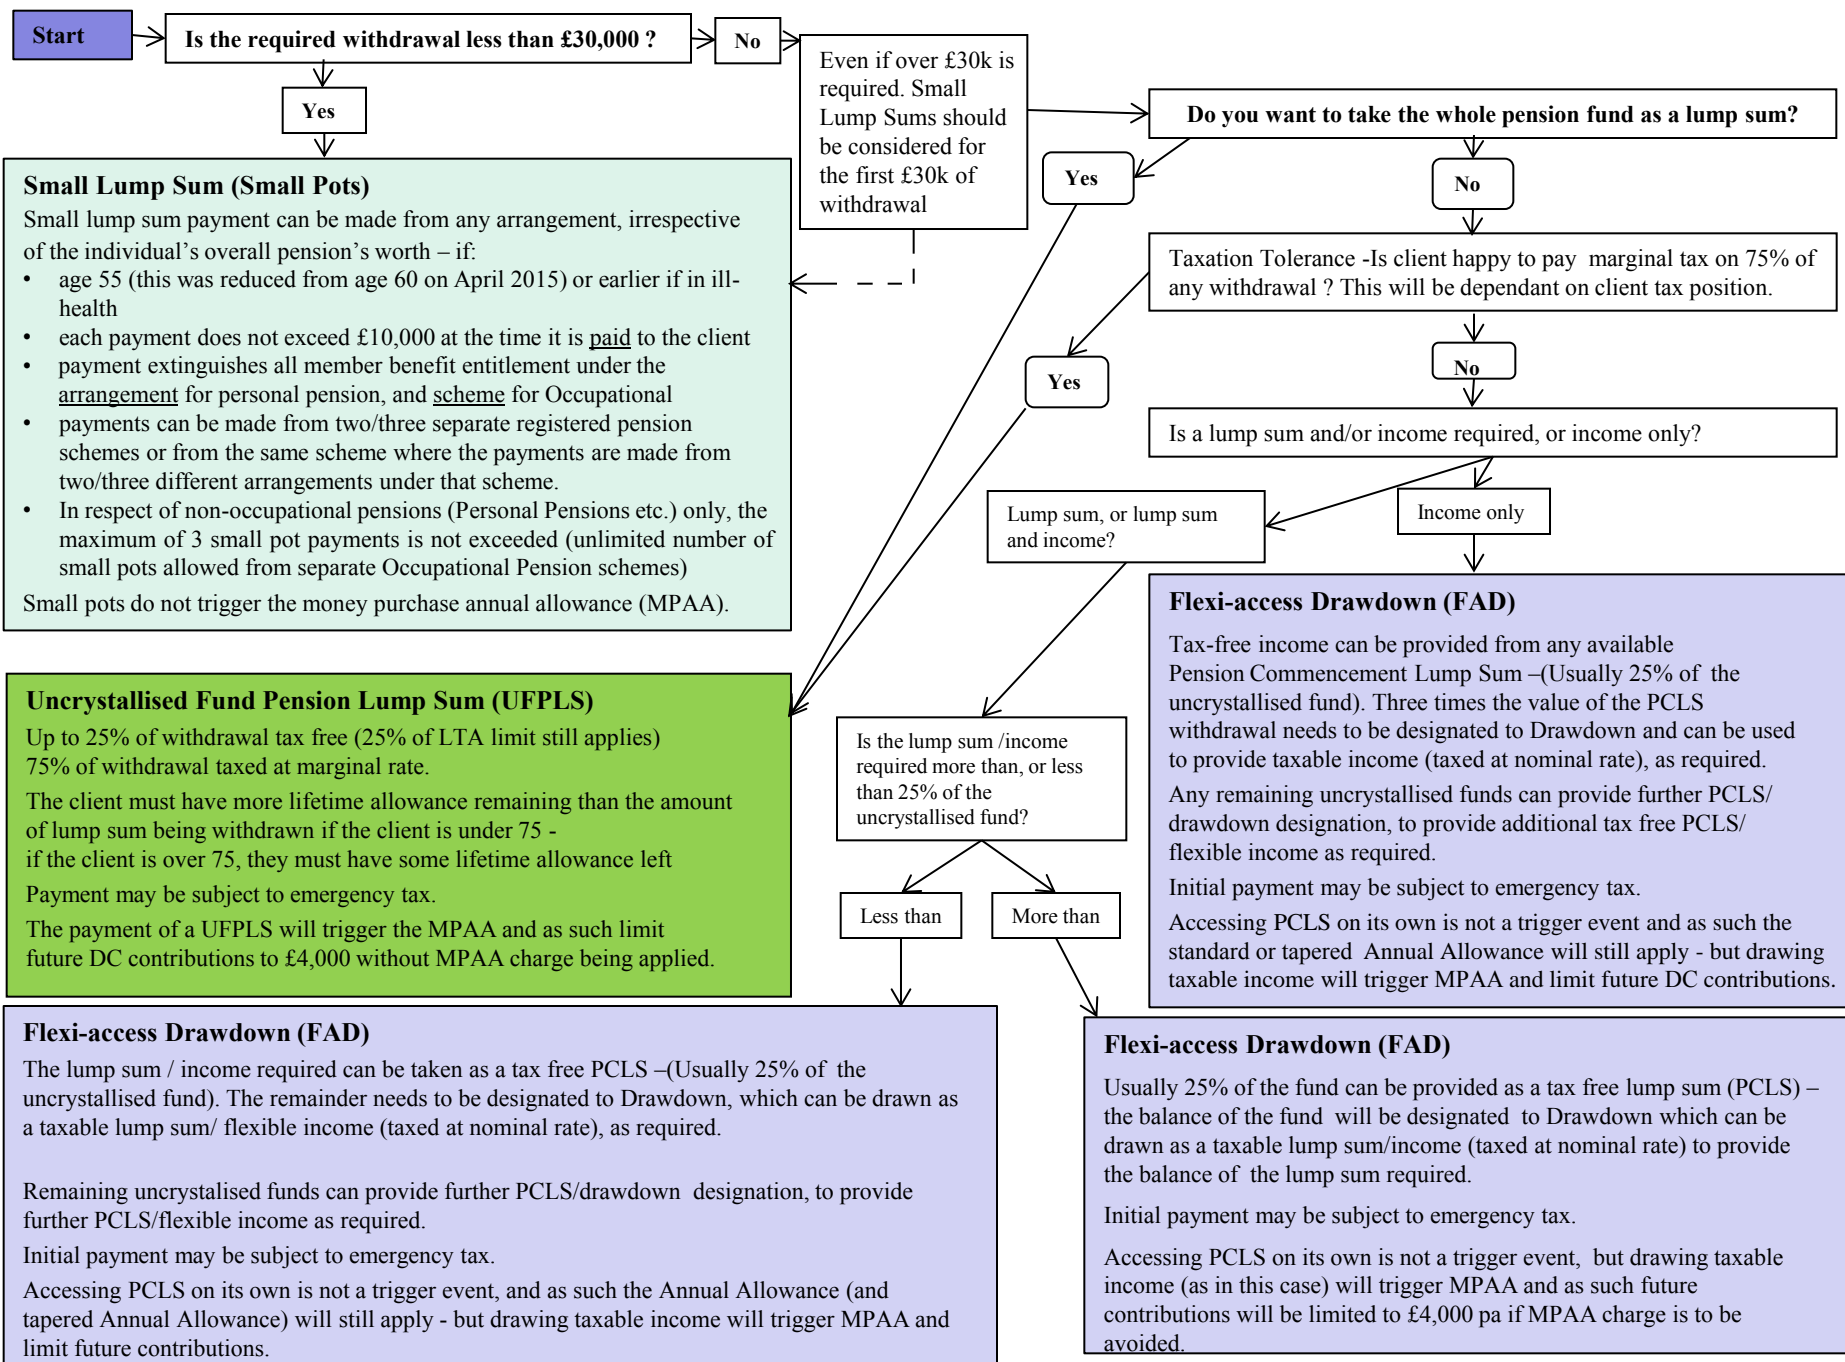 Start
Is the required withdrawal less than £30,000 ?
No
Yes
Even if over £30k is
required. Small
Lump Sums should
be considered for
the first £30k of
withdrawal
Do you want to take the whole pension fund as a lump sum?
Yes
No
Small Lump Sum (Small Pots)
Small lump sum payment can be made from any arrangement, irrespective
of the individual’s overall pension’s worth – if:
• age 55 (this was reduced from age 60 on April 2015) or earlier if in ill-
health
• each payment does not exceed £10,000 at the time it is paid to the client
• payment extinguishes all member benefit entitlement under the
arrangement for personal pension, and scheme for Occupational
• payments can be made from two/three separate registered pension
schemes or from the same scheme where the payments are made from
two/three different arrangements under that scheme.
• In respect of non-occupational pensions (Personal Pensions etc.) only, the
maximum of 3 small pot payments is not exceeded (unlimited number of
small pots allowed from separate Occupational Pension schemes)
Small pots do not trigger the money purchase annual allowance (MPAA).
Taxation Tolerance -Is client happy to pay marginal tax on 75% of
any withdrawal ? This will be dependant on client tax position.
Yes
No
Is a lump sum and/or income required, or income only?
Lump sum, or lump sum
and income?
Income only
Uncrystallised Fund Pension Lump Sum (UFPLS)
Up to 25% of withdrawal tax free (25% of LTA limit still applies)
75% of withdrawal taxed at marginal rate.
The client must have more lifetime allowance remaining than the amount
of lump sum being withdrawn if the client is under 75 -
if the client is over 75, they must have some lifetime allowance left
Payment may be subject to emergency tax.
The payment of a UFPLS will trigger the MPAA and as such limit
future DC contributions to £4,000 without MPAA charge being applied.
Is the lump sum /income
required more than, or less
than 25% of the
uncrystallised fund?
Less than
More than
Flexi-access Drawdown (FAD)
Tax-free income can be provided from any available
Pension Commencement Lump Sum –(Usually 25% of the
uncrystallised fund). Three times the value of the PCLS
withdrawal needs to be designated to Drawdown and can be used
to provide taxable income (taxed at nominal rate), as required.
Any remaining uncrystallised funds can provide further PCLS/
drawdown designation, to provide additional tax free PCLS/
flexible income as required.
Initial payment may be subject to emergency tax.
Accessing PCLS on its own is not a trigger event and as such the
standard or tapered Annual Allowance will still apply - but drawing
taxable income will trigger MPAA and limit future DC contributions.
Flexi-access Drawdown (FAD)
The lump sum / income required can be taken as a tax free PCLS –(Usually 25% of the
uncrystallised fund). The remainder needs to be designated to Drawdown, which can be drawn as
a taxable lump sum/ flexible income (taxed at nominal rate), as required.
Remaining uncrystalised funds can provide further PCLS/drawdown designation, to provide
further PCLS/flexible income as required.
Initial payment may be subject to emergency tax.
Accessing PCLS on its own is not a trigger event, and as such the Annual Allowance (and
tapered Annual Allowance) will still apply - but drawing taxable income will trigger MPAA and
limit future contributions.
Flexi-access Drawdown (FAD)
Usually 25% of the fund can be provided as a tax free lump sum (PCLS) –
the balance of the fund will be designated to Drawdown which can be
drawn as a taxable lump sum/income (taxed at nominal rate) to provide
the balance of the lump sum required.
Initial payment may be subject to emergency tax.
Accessing PCLS on its own is not a trigger event, but drawing taxable
income (as in this case) will trigger MPAA and as such future
contributions will be limited to £4,000 pa if MPAA charge is to be
avoided.